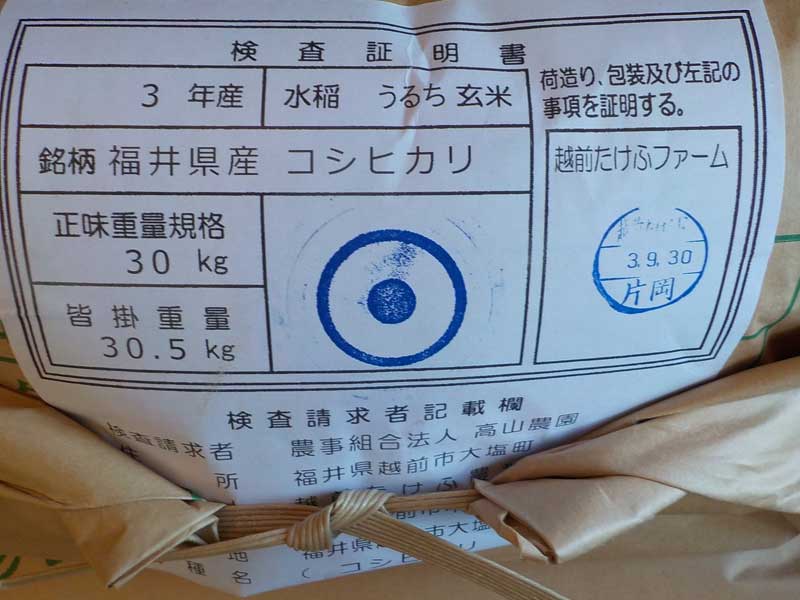 検査証明書
3 年産 水稲 うるち 玄米
銘柄 福井県産 コシヒカリ
正味重量規格
30 kg
皆掛重量
30.5 kg
荷造り、包装及び左記の
事項を証明する。
越前たけふファーム
3.9.30
片岡
検査請求者記載欄
検査請求者 農事組合法人 高山農園
住 所 福井県越前市大塩町
地 福井県
種 名 ( コシヒカリ